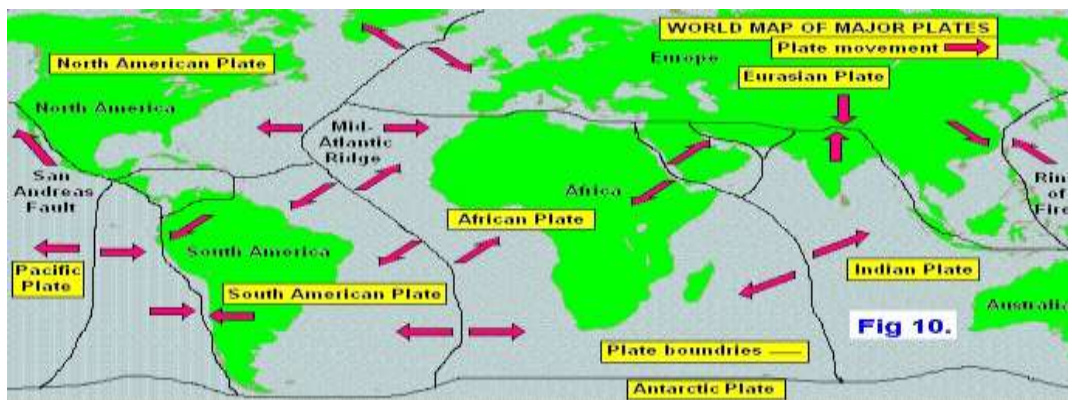 WORLD MAP OF MAJOR PLATES
Plate movement
Europe
North American Plate
Eurasian Plate
North America
Mid-
Atlantic
Ridge
San
Andreas
Fault
Africa
Rin
of
Fire
African Plate
South America
Pacific
Plate
Indian Plate
South American Plate
Australia
Fig 10.
Plate boundries
Antarctic Plate